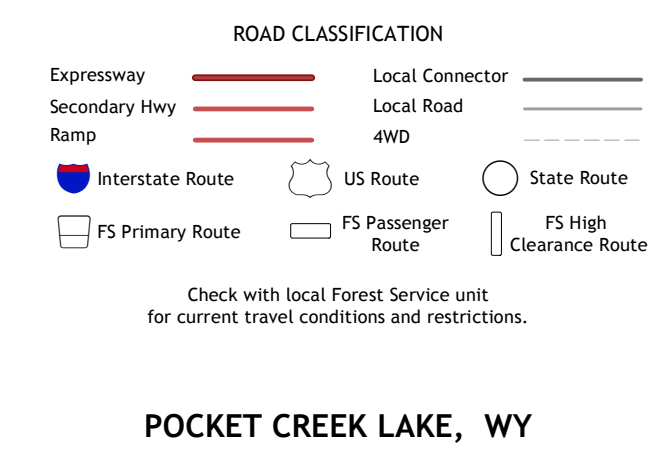 ROAD CLASSIFICATION
Expressway
Local Connector
Secondary Hwy
Local Road
Ramp
4WD
Interstate Route
US Route
State Route
FS Primary Route
FS Passenger
Route
FS High
Clearance Route
Check with local Forest Service unit
for current travel conditions and restrictions.
POCKET CREEK LAKE, WY